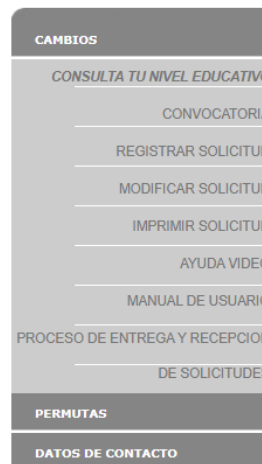 CAMBIOS
CONSULTA TU NIVEL EDUCATIV
CONVOCATORI
REGISTRAR SOLICITU
MODIFICAR SOLICITU
IMPRIMIR SOLICITU
AYUDA VIDE
MANUAL DE USUARI
PROCESO DE ENTREGA Y RECEPCIO
DE SOLICITUDE
PERMUTAS
DATOS DE CONTACTO